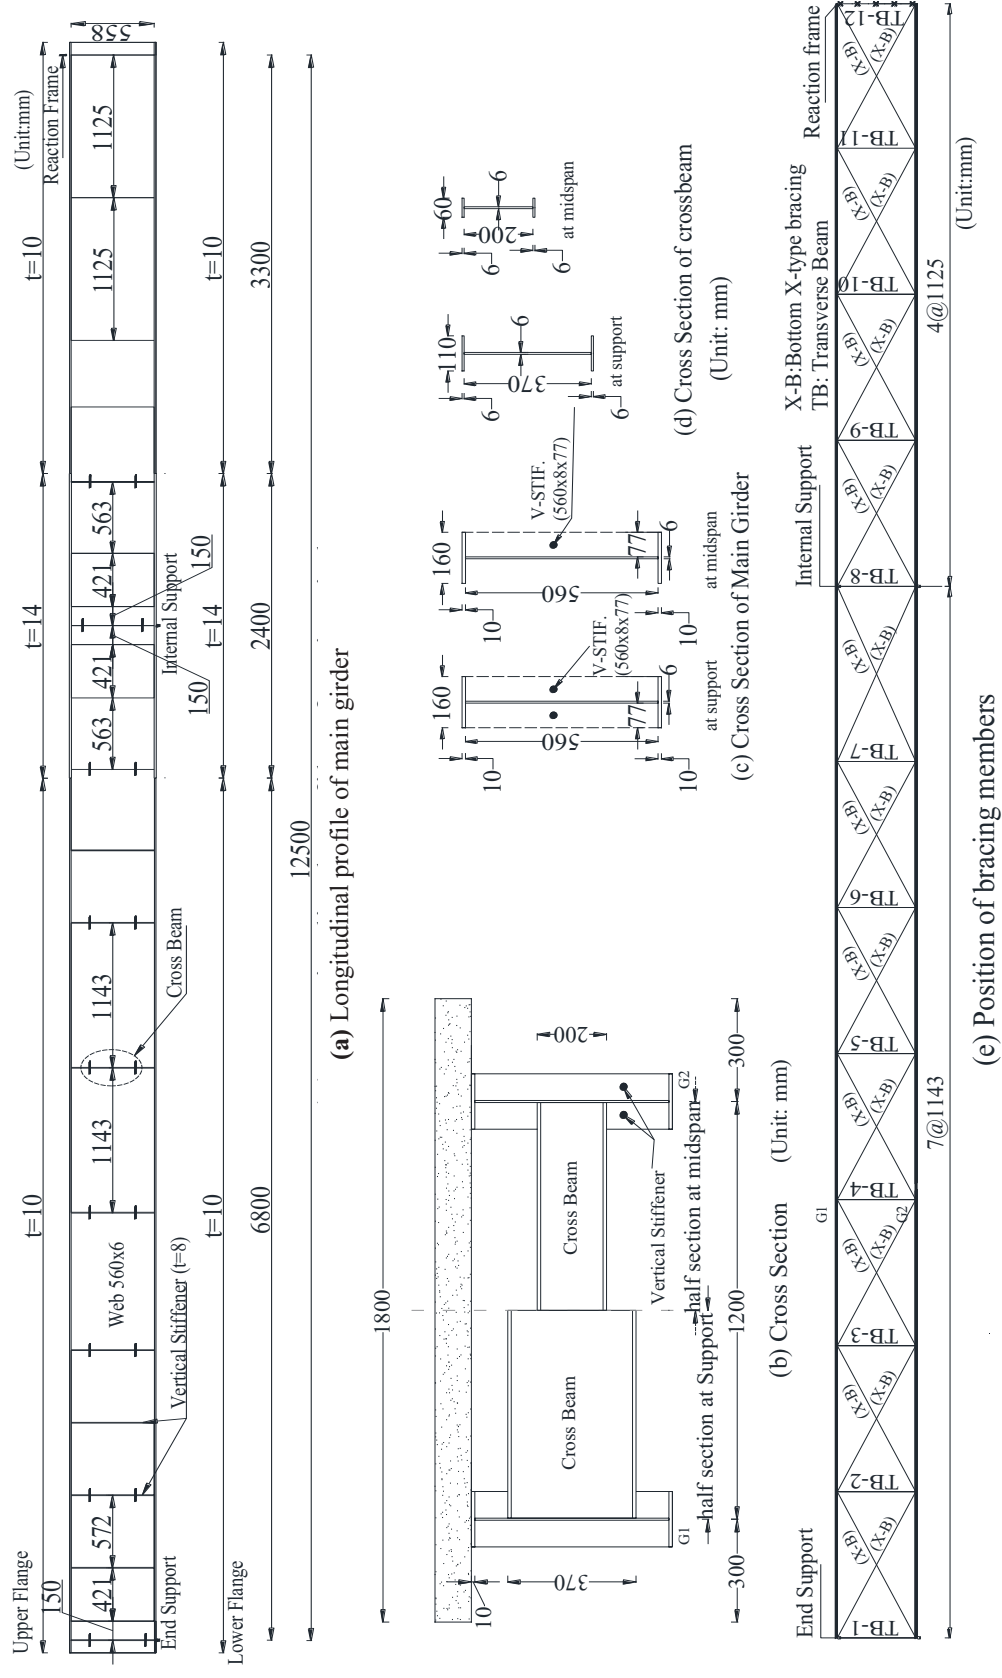 Upper Flange
t=10
t=14
t=10
(Unit:mm)
150
421
572
Web 560x6
1143
1143
563
421
150
421
150
563
1125
1125
558
Reaction Frame
End Support
Vertical Stiffener (t=8)
Cross Beam
Internal Support
Lower Flange
t=10
t=14
t=10
6800
2400
3300
12500
(a) Longitudinal profile of main girder
1800
10
370
Cross Beam
Cross Beam
200
G1
G2
Vertical Stiffener
half section at Support
half section at midspan
300
1200
300
(b) Cross Section
(Unit: mm)
160
560
10
10
77
6
V-STIF.
(560x8x77)
at support
160
560
10
10
77
6
V-STIF.
(560x8x77)
at midspan
(c) Cross Section of Main Girder
110
370
6
6
6
at support
60
200
6
6
6
at midspan
(d) Cross Section of crossbeam
(Unit: mm)
X-B:Bottom X-type bracing
TB: Transverse Beam
End Support
Internal Support
Reaction frame
G1
G2
TB-1
(X-B)
(X-B)
TB-2
(X-B)
(X-B)
TB-3
(X-B)
(X-B)
TB-4
(X-B)
(X-B)
TB-5
(X-B)
(X-B)
TB-6
(X-B)
(X-B)
TB-7
(X-B)
(X-B)
TB-8
(X-B)
(X-B)
TB-9
(X-B)
(X-B)
TB-10
(X-B)
(X-B)
TB-11
(X-B)
(X-B)
TB-12
7@1143
4@1125
(Unit:mm)
(e) Position of bracing members